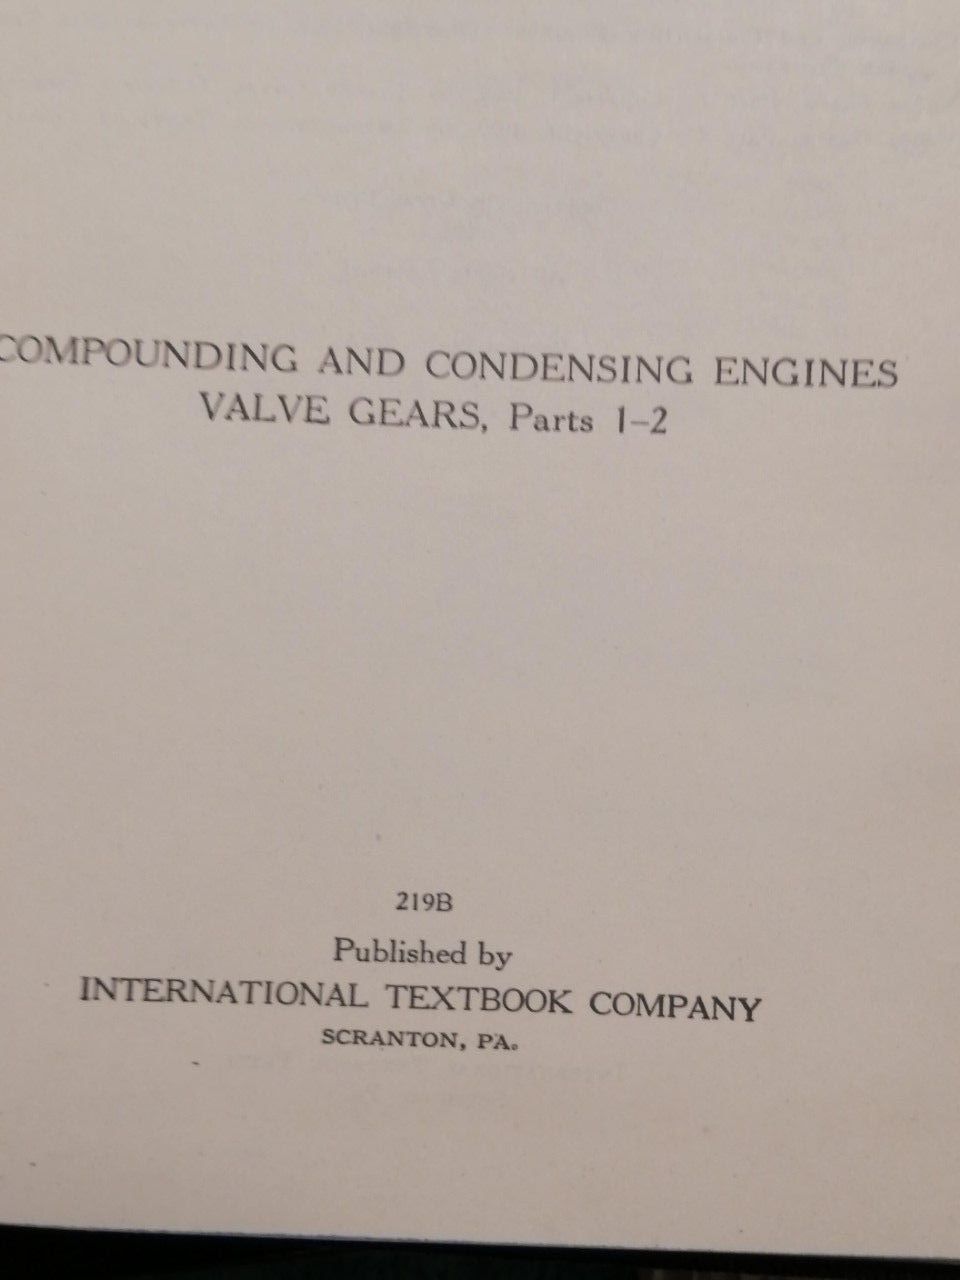 COMPOUNDING AND CONDENSING ENGINES
VALVE GEARS, Parts 1–2
219B
Published by
INTERNATIONAL TEXTBOOK COMPANY
SCRANTON, PA.